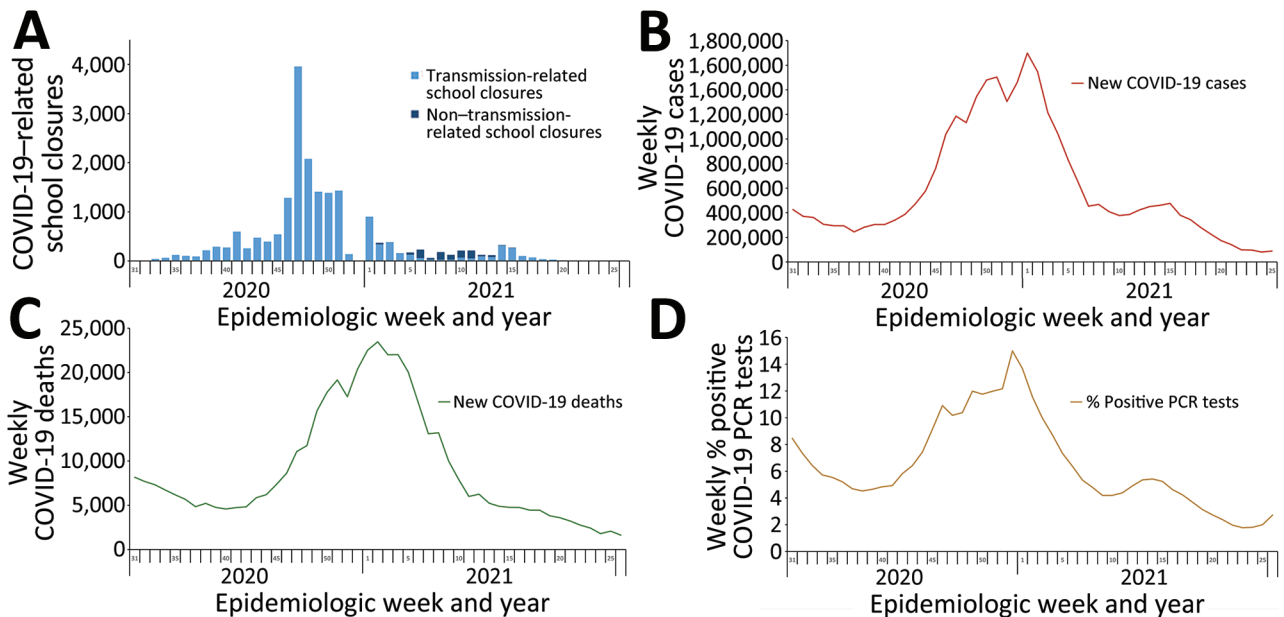 A
COVID-19–related
school closures
4,000
3,000
2,000
1,000
0
Transmission-related
school closures
Non–transmission-
related school closures
31 35 40 45 50 1 5 10 15 20 25
2020 2021
Epidemiologic week and year
B
Weekly
COVID-19 cases
1,800,000
1,600,000
1,400,000
1,200,000
1,000,000
800,000
600,000
400,000
200,000
0
New COVID-19 cases
31 35 40 45 50 1 5 10 15 20 25
2020 2021
Epidemiologic week and year
C
Weekly
COVID-19 deaths
25,000
20,000
15,000
10,000
5,000
0
New COVID-19 deaths
31 35 40 45 50 1 5 10 15 20 25
2020 2021
Epidemiologic week and year
D
Weekly % positive
COVID-19 PCR tests
16
14
12
10
8
6
4
2
0
% Positive PCR tests
31 35 40 45 50 1 5 10 15 20 25
2020 2021
Epidemiologic week and year